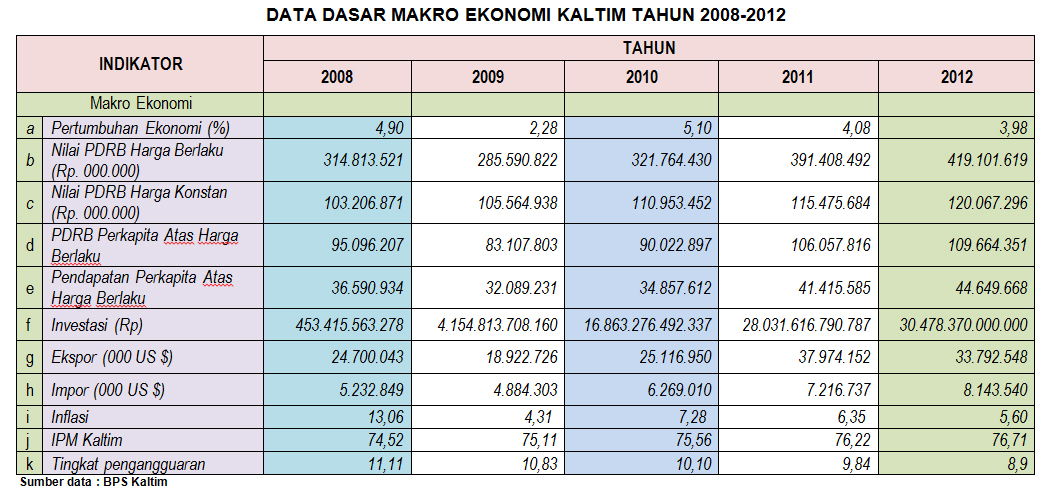 DATA DASAR MAKRO EKONOMI KALTIM TAHUN 2008-2012
INDIKATOR
TAHUN
2008 2009 2010 2011 2012
Makro Ekonomi
a Pertumbuhan Ekonomi (%) 4,90 2,28 5,10 4,08 3,98
b Nilai PDRB Harga Berlaku
(Rp. 000.000) 314.813.521 285.590.822 321.764.430 391.408.492 419.101.619
c Nilai PDRB Harga Konstan
(Rp. 000.000) 103.206.871 105.564.938 110.953.452 115.475.684 120.067.296
d PDRB Perkapita Atas Harga
Berlaku 95.096.207 83.107.803 90.022.897 106.057.816 109.664.351
e Pendapatan Perkapita Atas
Harga Berlaku 36.590.934 32.089.231 34.857.612 41.415.585 44.649.668
f Investasi (Rp) 453.415.563.278 4.154.813.708.160 16.863.276.492.337 28.031.616.790.787 30.478.370.000.000
g Ekspor (000 US $) 24.700.043 18.922.726 25.116.950 37.974.152 33.792.548
h Impor (000 US $) 5.232.849 4.884.303 6.269.010 7.216.737 8.143.540
i Inflasi 13,06 4,31 7,28 6,35 5,60
j IPM Kaltim 74,52 75,11 75,56 76,22 76,71
k Tingkat pengangguaran 11,11 10,83 10,10 9,84 8,9
Sumber data : BPS Kaltim